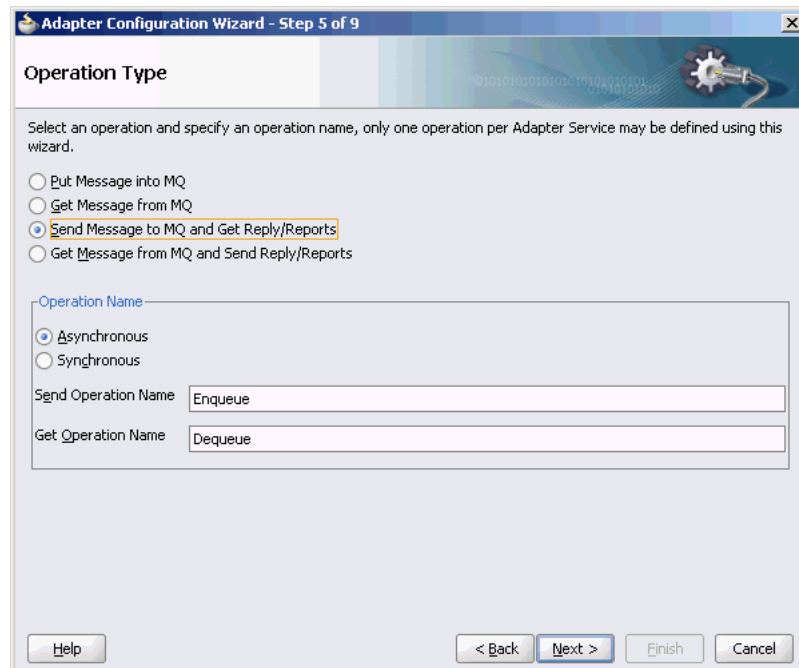 Adapter Configuration Wizard - Step 5 of 9
Operation Type
Select an operation and specify an operation name, only one operation per Adapter Service may be defined using this
wizard.
Put Message into MQ
Get Message from MQ
Send Message to MQ and Get Reply/Reports
Get Message from MQ and Send Reply/Reports
Operation Name
Asynchronous
Synchronous
Send Operation Name Enqueue
Get Operation Name Dequeue
Help < Back Next > Finish Cancel